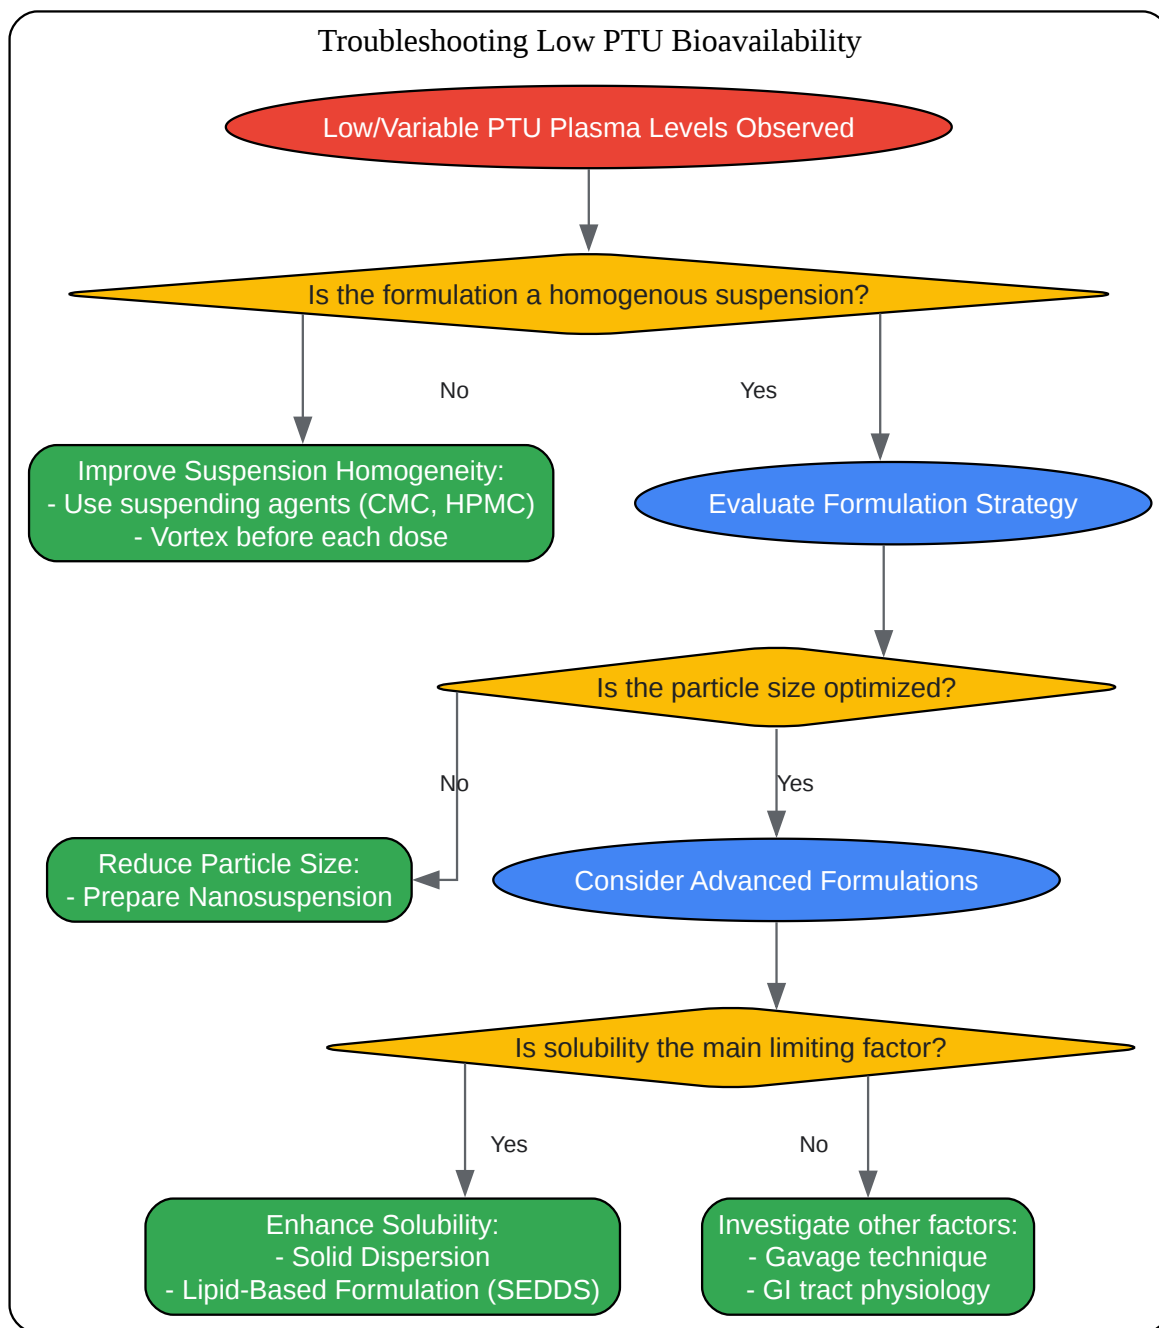 Troubleshooting Low PTU Bioavailability
Low/Variable PTU Plasma Levels Observed
Is the formulation a homogenous suspension?
No
Yes
Improve Suspension Homogeneity:
- Use suspending agents (CMC, HPMC)
- Vortex before each dose
Evaluate Formulation Strategy
Is the particle size optimized?
No
Yes
Reduce Particle Size:
- Prepare Nanosuspension
Consider Advanced Formulations
Is solubility the main limiting factor?
Yes
No
Enhance Solubility:
- Solid Dispersion
- Lipid-Based Formulation (SEDDS)
Investigate other factors:
- Gavage technique
- GI tract physiology